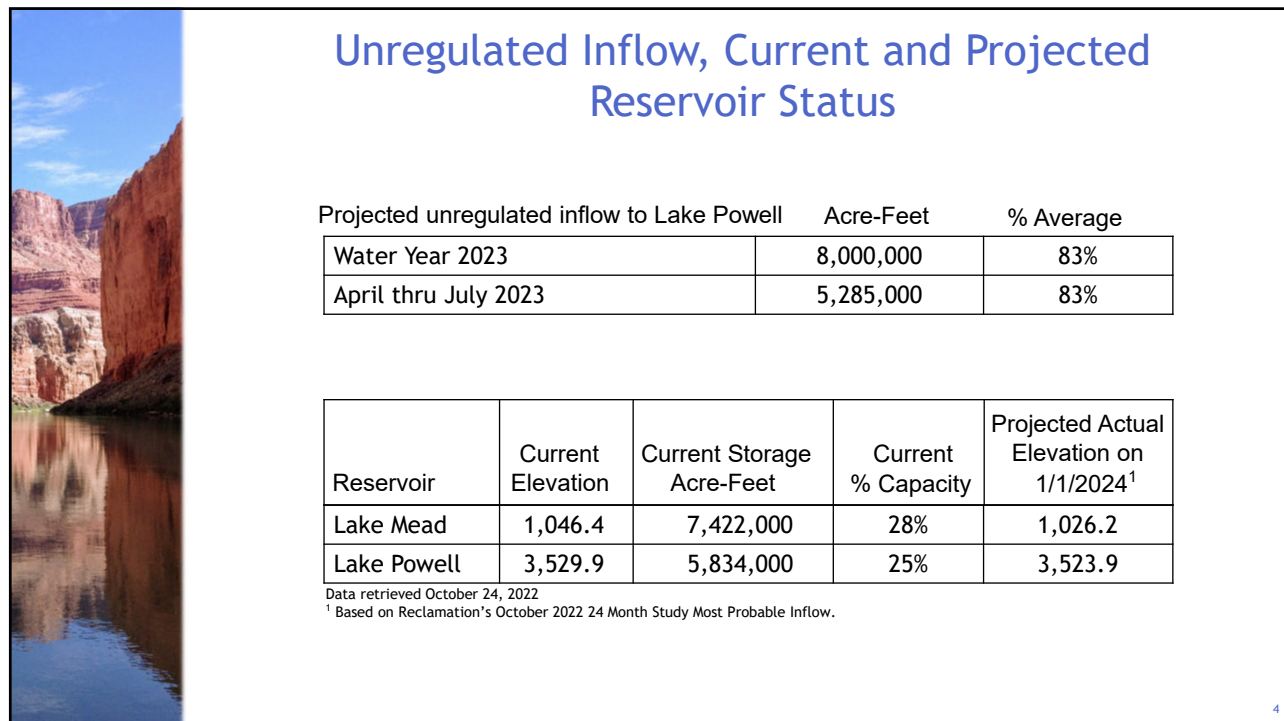 Unregulated Inflow, Current and Projected
Reservoir Status
Projected unregulated inflow to Lake Powell Acre-Feet % Average
Water Year 2023 8,000,000 83%
April thru July 2023 5,285,000 83%
Reservoir Current Elevation Current Storage Acre-Feet Current % Capacity Projected Actual Elevation on 1/1/2024¹
Lake Mead 1,046.4 7,422,000 28% 1,026.2
Lake Powell 3,529.9 5,834,000 25% 3,523.9
Data retrieved October 24, 2022
¹ Based on Reclamation's October 2022 24 Month Study Most Probable Inflow.
4